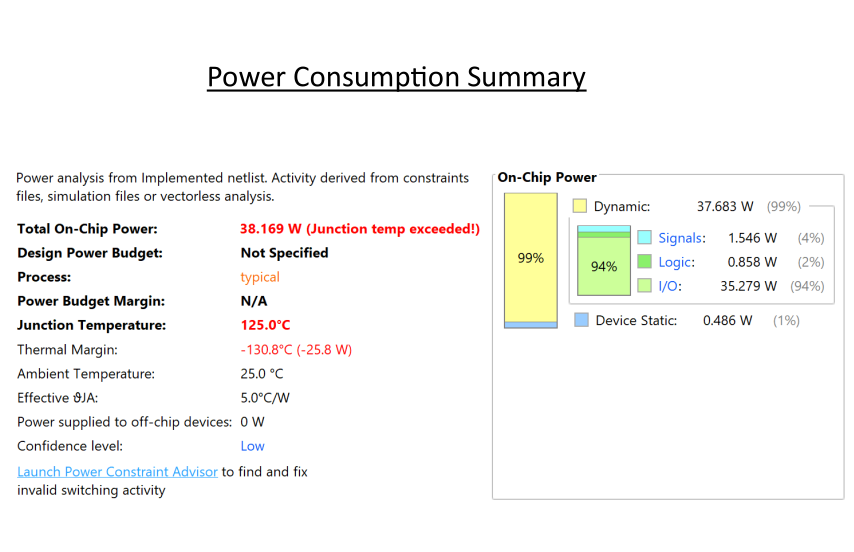 Power Consumption Summary
Power analysis from Implemented netlist. Activity derived from constraints
files, simulation files or vectorless analysis.
Total On-Chip Power: 38.169 W (Junction temp exceeded!)
Design Power Budget: Not Specified
Process: typical
Power Budget Margin: N/A
Junction Temperature: 125.0°C
Thermal Margin: -130.8°C (-25.8 W)
Ambient Temperature: 25.0 °C
Effective ϑJA: 5.0°C/W
Power supplied to off-chip devices: 0 W
Confidence level: Low
Launch Power Constraint Advisor to find and fix
invalid switching activity
On-Chip Power
Dynamic: 37.683 W (99%)
99%
94%
Signals: 1.546 W (4%)
Logic: 0.858 W (2%)
I/O: 35.279 W (94%)
Device Static: 0.486 W (1%)